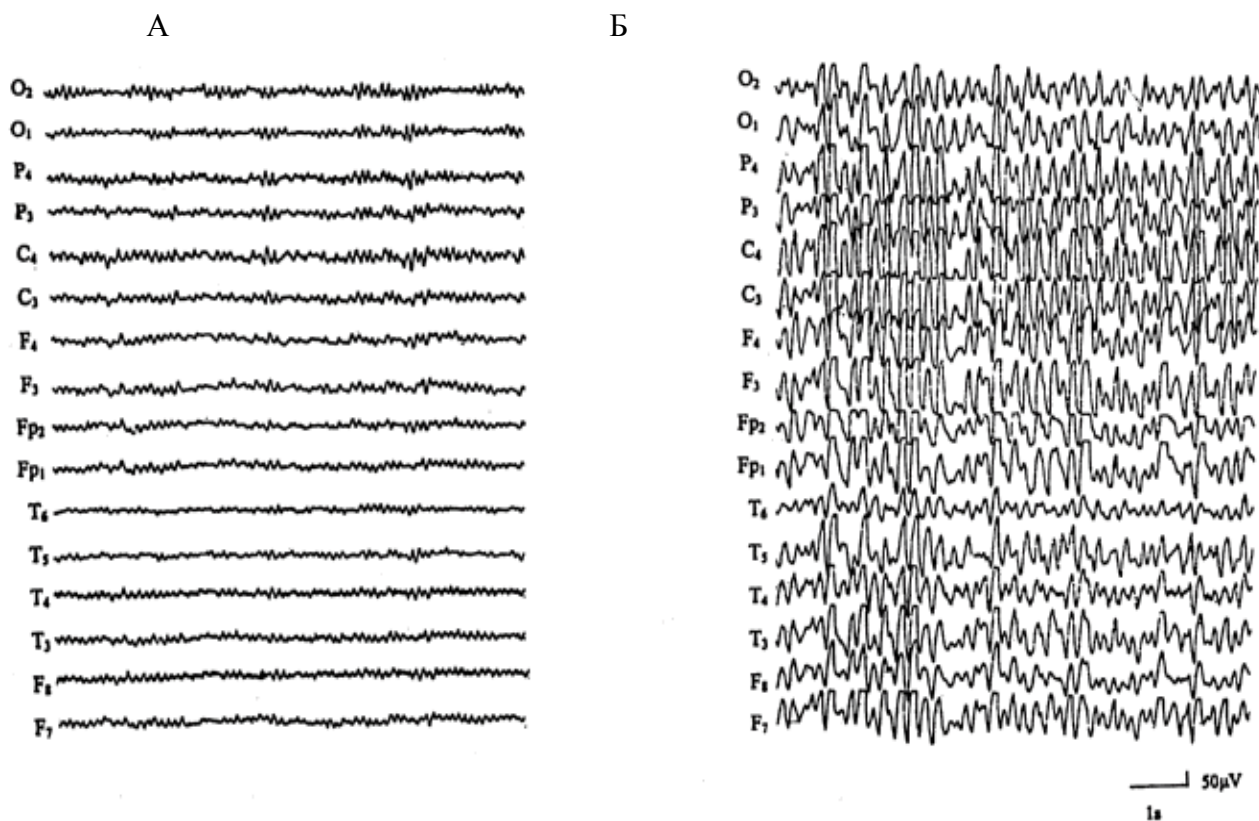 А Б
O₂ O₂
O₁ O₁
P₄ P₄
P₃ P₃
C₄ C₄
C₃ C₃
F₄ F₄
F₃ F₃
Fp₂ Fp₂
Fp₁ Fp₁
T₆ T₆
T₅ T₅
T₄ T₄
T₃ T₃
F₈ F₈
F₇ F₇
50µV
1s